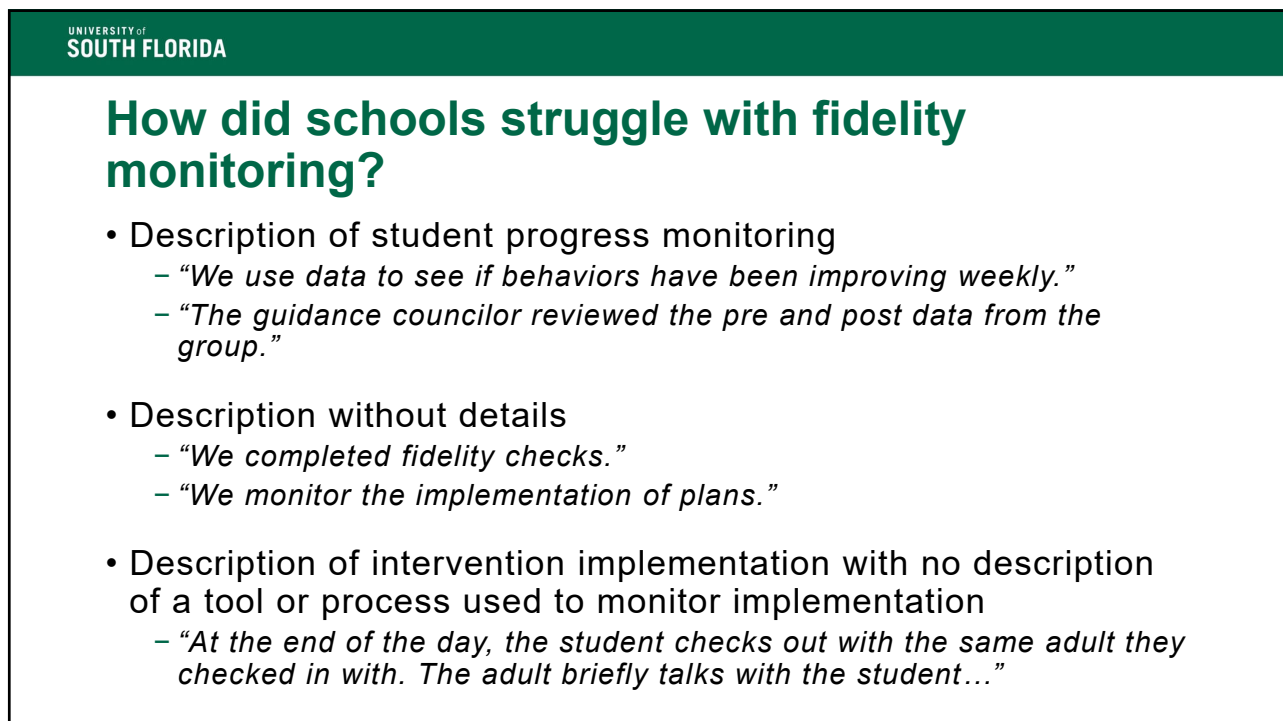 UNIVERSITY of
SOUTH FLORIDA
How did schools struggle with fidelity
monitoring?
• Description of student progress monitoring
– “We use data to see if behaviors have been improving weekly.”
– “The guidance councilor reviewed the pre and post data from the
group.”
• Description without details
– “We completed fidelity checks.”
– “We monitor the implementation of plans.”
• Description of intervention implementation with no description
of a tool or process used to monitor implementation
– “At the end of the day, the student checks out with the same adult they
checked in with. The adult briefly talks with the student…”